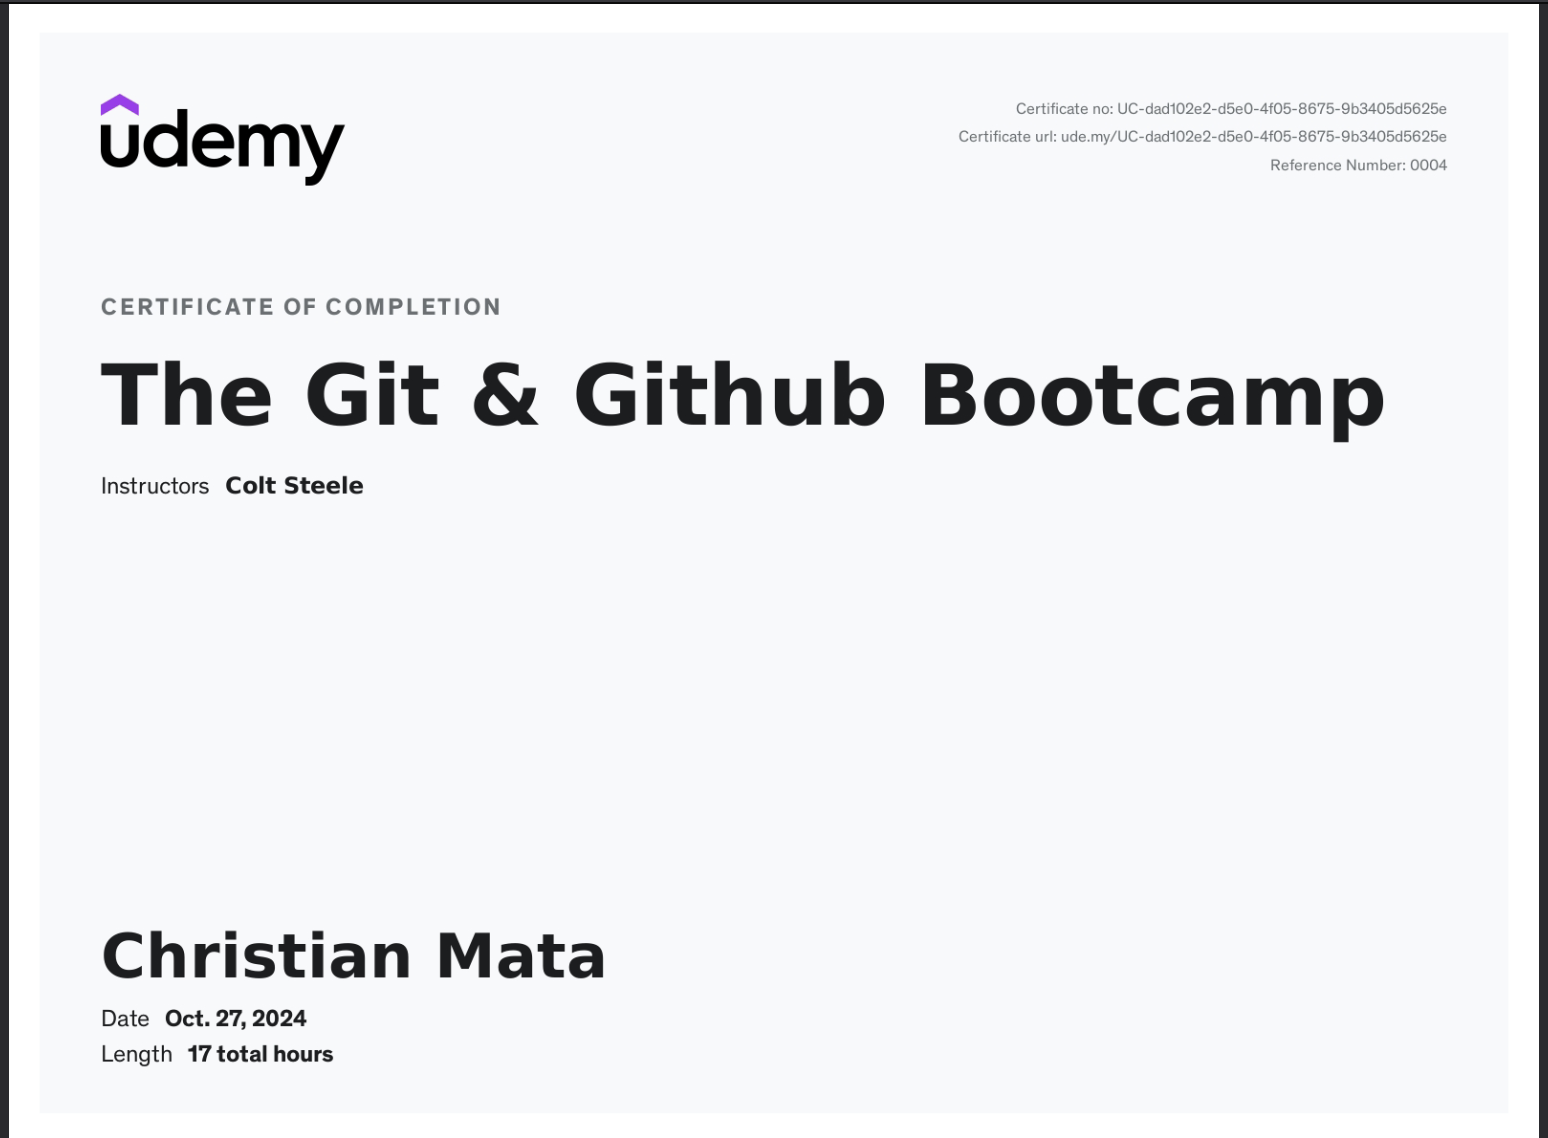 udemy
Certificate no: UC-dad102e2-d5e0-4f05-8675-9b3405d5625e
Certificate url: ude.my/UC-dad102e2-d5e0-4f05-8675-9b3405d5625e
Reference Number: 0004
CERTIFICATE OF COMPLETION
The Git & Github Bootcamp
Instructors Colt Steele
Christian Mata
Date Oct. 27, 2024
Length 17 total hours